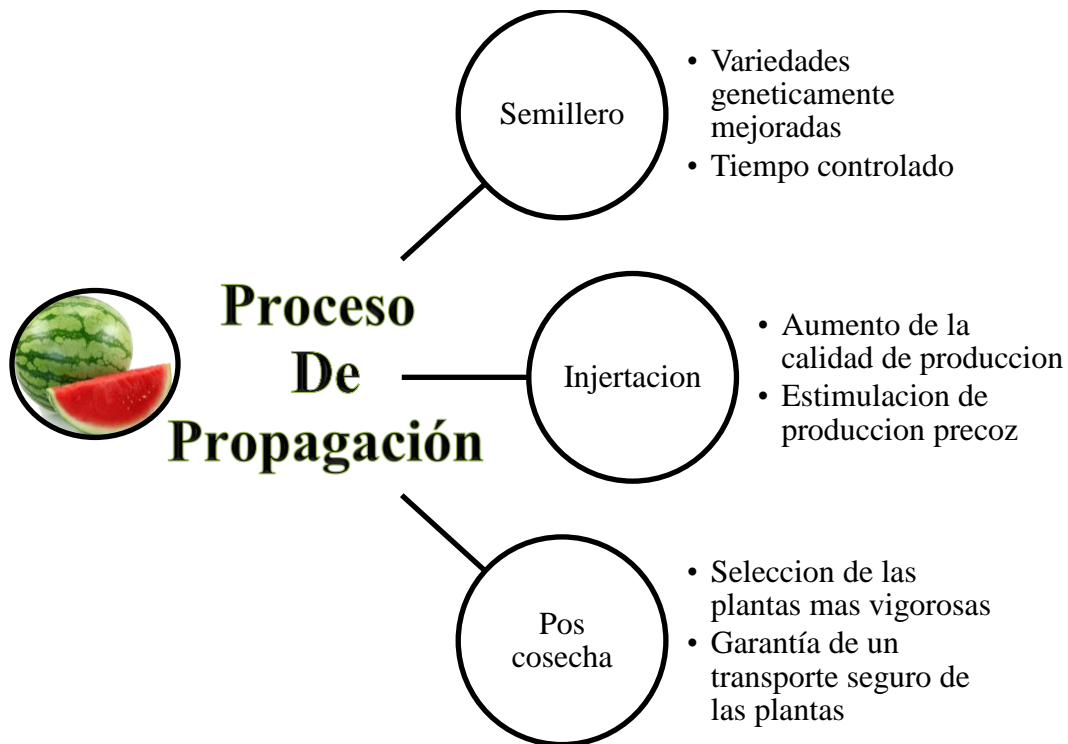 Proceso
De
Propagación
Semillero
• Variedades
geneticamente
mejoradas
• Tiempo controlado
Injertacion
• Aumento de la
calidad de produccion
• Estimulacion de
produccion precoz
Pos
cosecha
• Seleccion de las
plantas mas vigorosas
• Garantía de un
transporte seguro de
las plantas